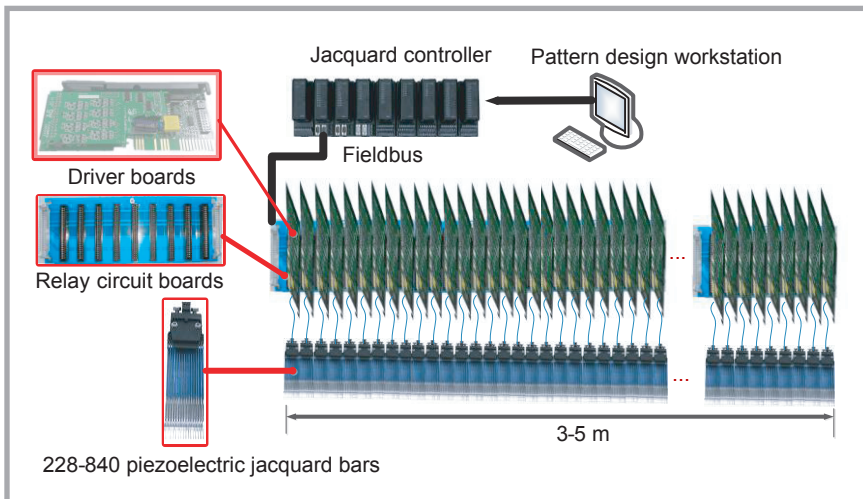 Jacquard controller
Pattern design workstation
Fieldbus
Driver boards
Relay circuit boards
...
...
3-5 m
228-840 piezoelectric jacquard bars